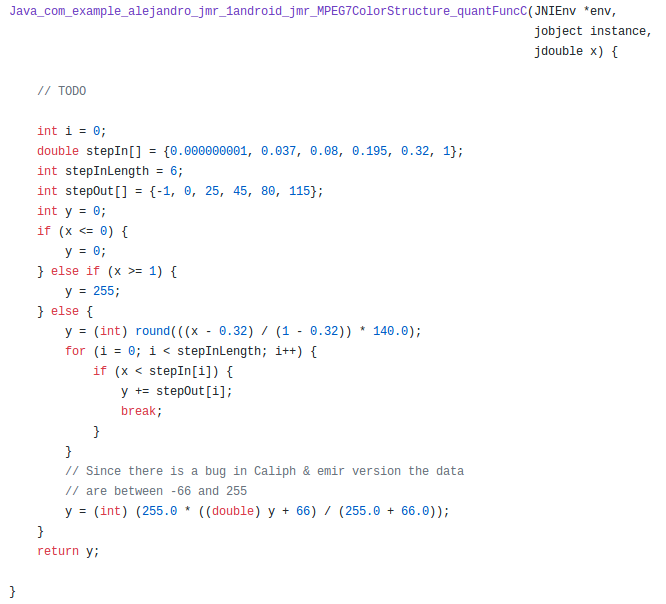 Java_com_example_alejandro_jmr_1android_jmr_MPEG7ColorStructure_quantFuncC(JNIEnv *env,
jobject instance,
jdouble x) {
// TODO
int i = 0;
double stepIn[] = {0.000000001, 0.037, 0.08, 0.195, 0.32, 1};
int stepInLength = 6;
int stepOut[] = {-1, 0, 25, 45, 80, 115};
int y = 0;
if (x <= 0) {
y = 0;
} else if (x >= 1) {
y = 255;
} else {
y = (int) round(((x - 0.32) / (1 - 0.32)) * 140.0);
for (i = 0; i < stepInLength; i++) {
if (x < stepIn[i]) {
y += stepOut[i];
break;
}
}
// Since there is a bug in Caliph & emir version the data
// are between -66 and 255
y = (int) (255.0 * ((double) y + 66) / (255.0 + 66.0));
}
return y;
}